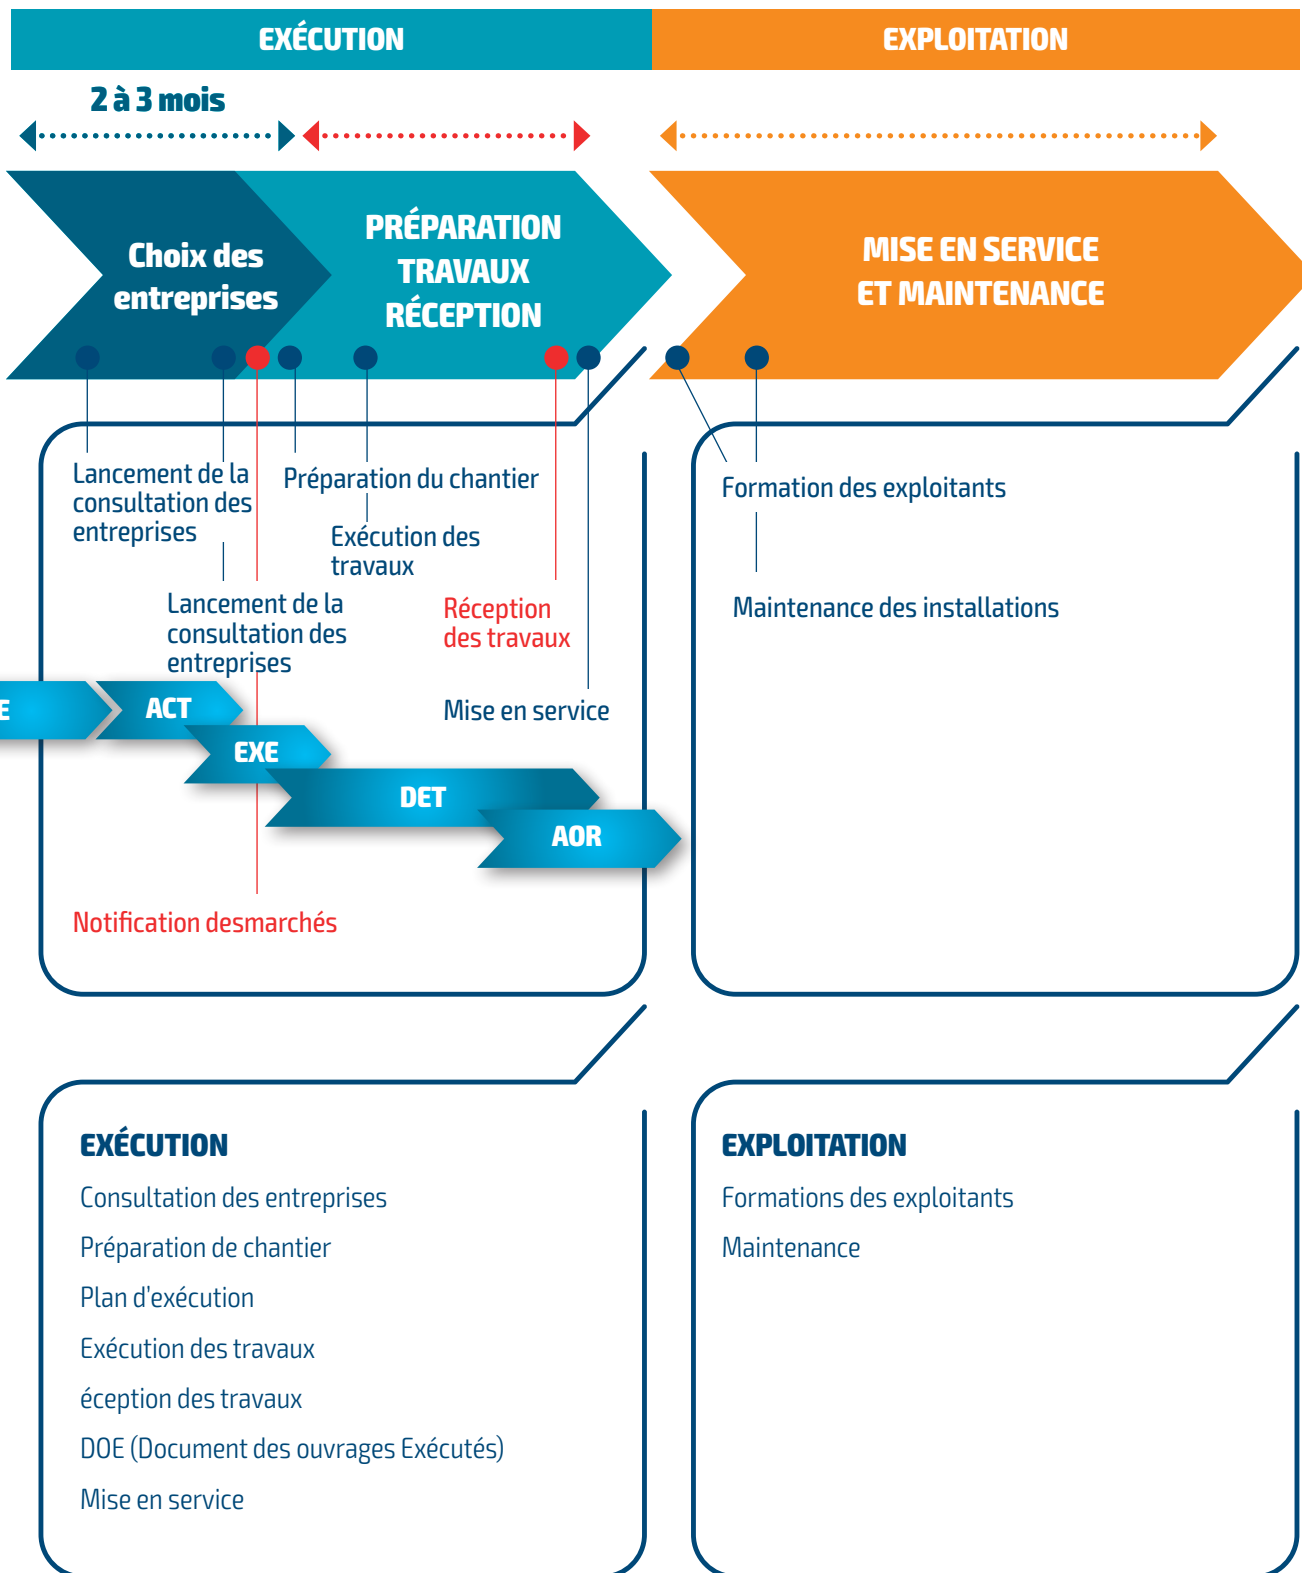 EXÉCUTION
EXPLOITATION
2 à 3 mois
Choix des
entreprises
PRÉPARATION
TRAVAUX
RÉCEPTION
MISE EN SERVICE
ET MAINTENANCE
Lancement de la
consultation des
entreprises
Préparation du chantier
Exécution des
travaux
Lancement de la
consultation des
entreprises
Réception
des travaux
Mise en service
Formation des exploitants
Maintenance des installations
E
ACT
EXE
DET
AOR
Notification desmarchés
EXÉCUTION
Consultation des entreprises
Préparation de chantier
Plan d'exécution
Exécution des travaux
éception des travaux
DOE (Document des ouvrages Exécutés)
Mise en service
EXPLOITATION
Formations des exploitants
Maintenance